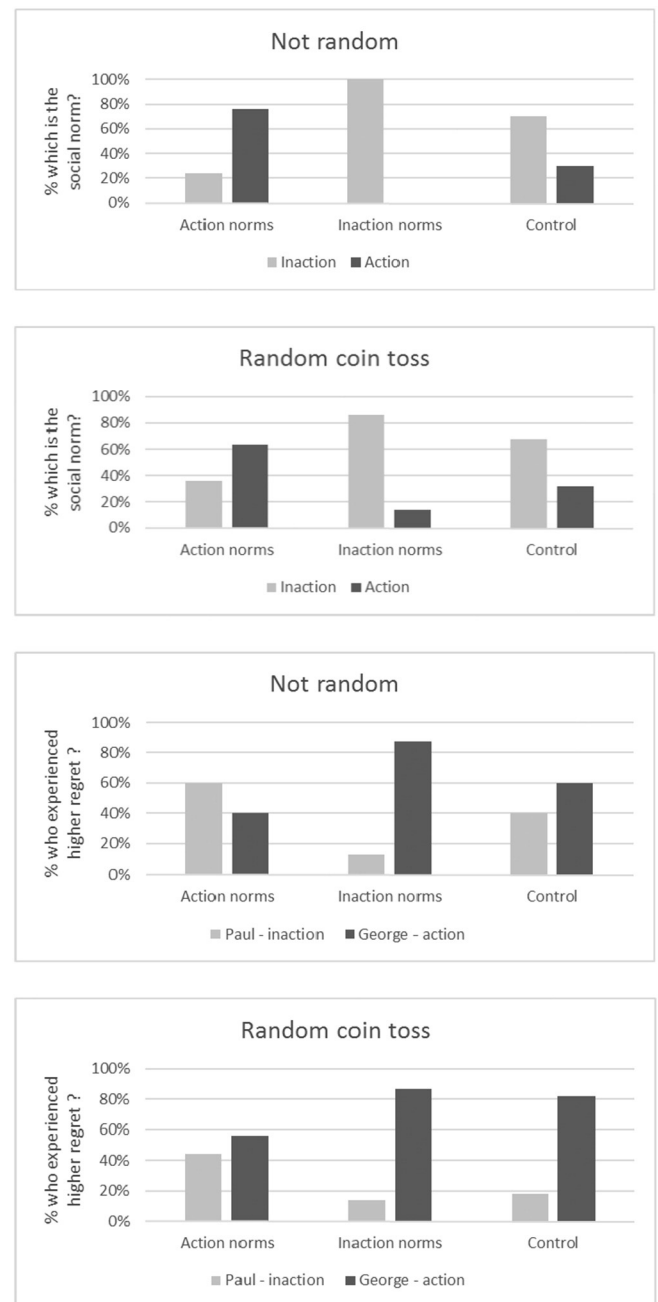 Not random
% which is the
social norm?
100%
80%
60%
40%
20%
0%
Action norms Inaction norms Control
Inaction Action
Random coin toss
% which is the
social norm?
100%
80%
60%
40%
20%
0%
Action norms Inaction norms Control
Inaction Action
Not random
% who experienced
higher regret ?
100%
80%
60%
40%
20%
0%
Action norms Inaction norms Control
Paul - inaction George - action
Random coin toss
% who experienced
higher regret ?
100%
80%
60%
40%
20%
0%
Action norms Inaction norms Control
Paul - inaction George - action